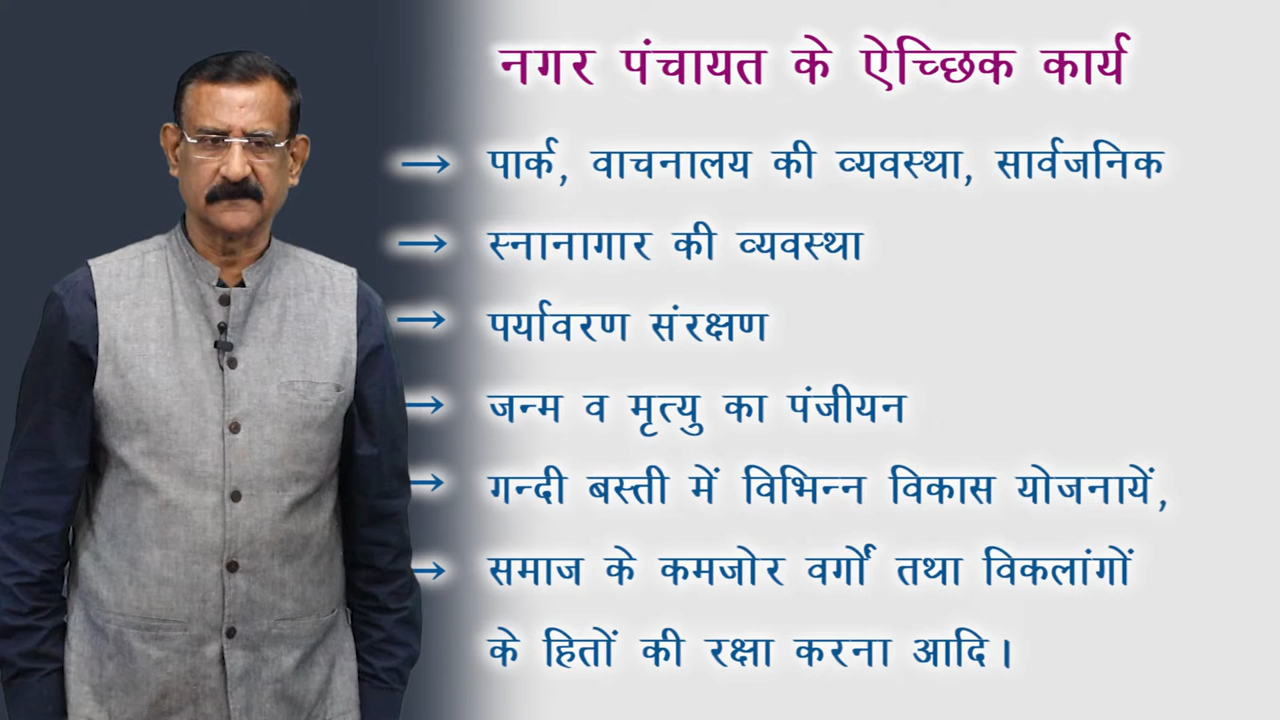 नगर पंचायत के ऐच्छिक कार्य
→ पार्क, वाचनालय की व्यवस्था, सार्वजनिक
→ स्नानागार की व्यवस्था
→ पर्यावरण संरक्षण
→ जन्म व मृत्यु का पंजीयन
→ गन्दी बस्ती में विभिन्न विकास योजनायें,
→ समाज के कमजोर वर्गों तथा विकलांगों
के हितों की रक्षा करना आदि।